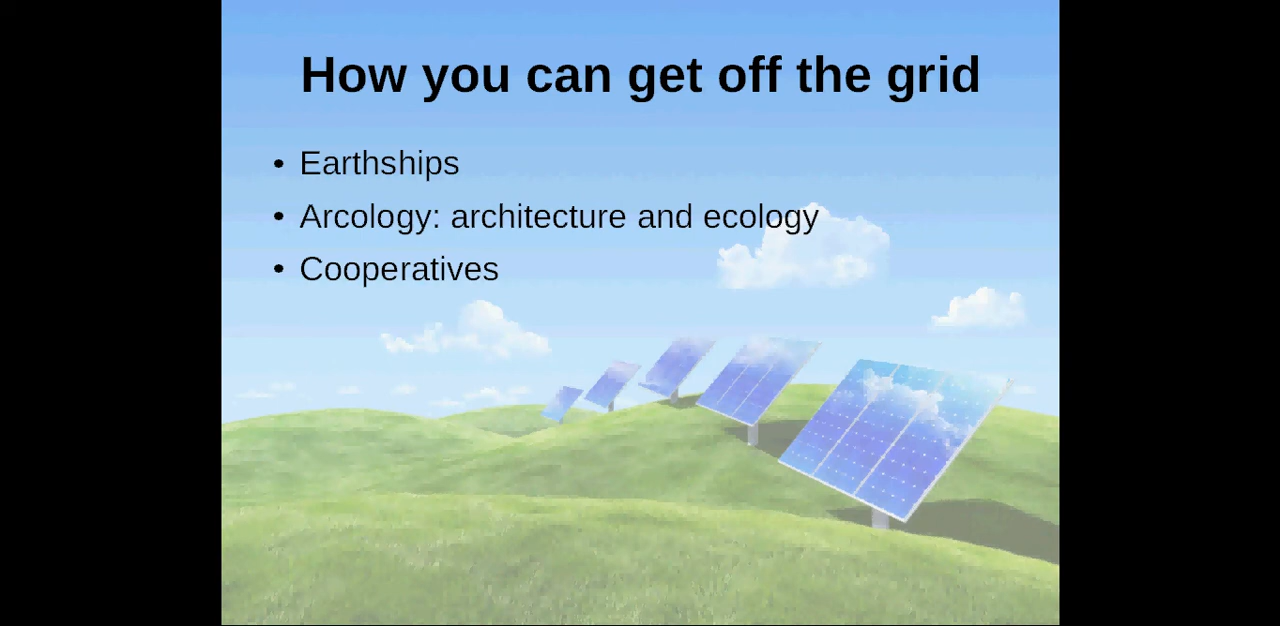 How you can get off the grid
• Earthships
• Arcology: architecture and ecology
• Cooperatives